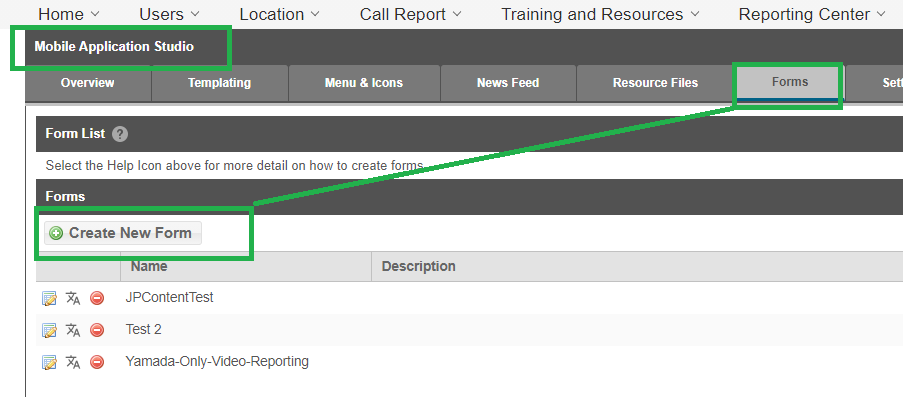 Home Users Location Call Report Training and Resources Reporting Center
Mobile Application Studio
Overview Templating Menu & Icons News Feed Resource Files Forms Sett
Form List ?
Select the Help Icon above for more detail on how to create forms.
Forms
Create New Form
Name Description
JPContentTest
Test 2
Yamada-Only-Video-Reporting